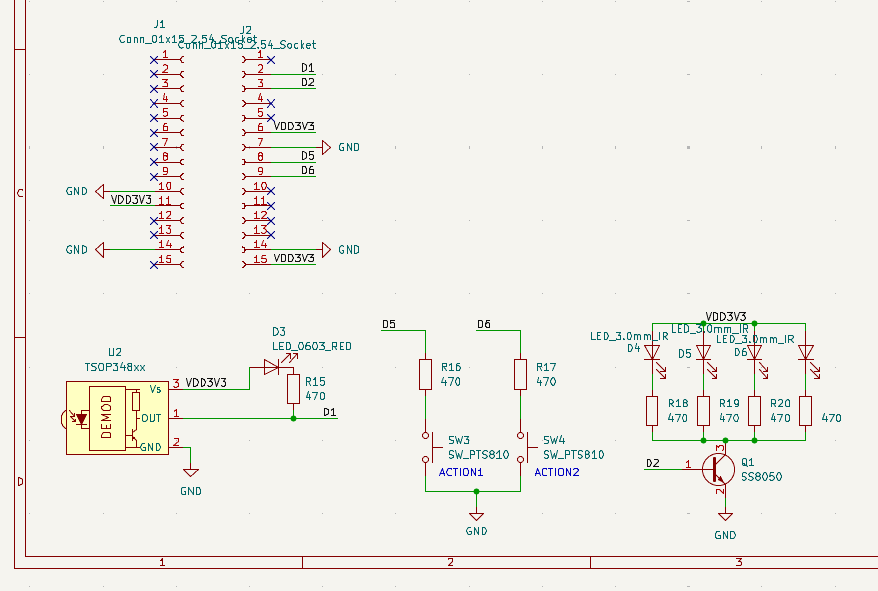 J1
Conn_01x15_2.54_Socket
J2
Conn_01x15_2.54_Socket
1
2
3
4
5
6
7
8
9
10
11
12
13
14
15
GND
VDD3V3
GND
1
2
3
4
5
6
7
8
9
10
11
12
13
14
15
D1
D2
VDD3V3
GND
D5
D6
GND
VDD3V3
C
D
U2
TSOP348xx
DEMOD
Vs
OUT
GND
3
1
2
VDD3V3
D3
LED_0603_RED
R15
470
D1
GND
D5
R16
470
SW3
SW_PTS810
ACTION1
D6
R17
470
SW4
SW_PTS810
ACTION2
GND
VDD3V3
LED_3.0mm_IR
D4
LED_3.0mm_IR
D5
LED_3.0mm_IR
D6
R18
470
R19
470
R20
470
470
D2
1
3
2
Q1
SS8050
GND
1
2
3